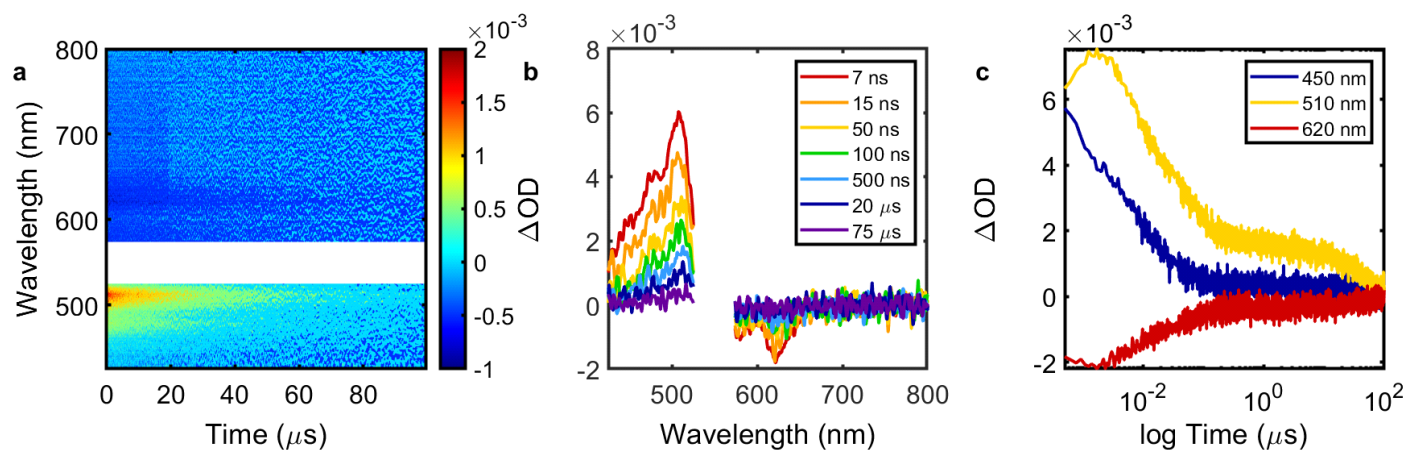 a
×10⁻³
800
700
600
500
Wavelength (nm)
0
20
40
60
80
Time (μs)
2
1.5
1
0.5
0
-0.5
-1
b
×10⁻³
8
6
4
2
0
-2
ΔOD
500
600
700
800
Wavelength (nm)
7 ns
15 ns
50 ns
100 ns
500 ns
20 μs
75 μs
c
×10⁻³
6
4
2
0
-2
ΔOD
10⁻²
10⁰
10²
log Time (μs)
450 nm
510 nm
620 nm